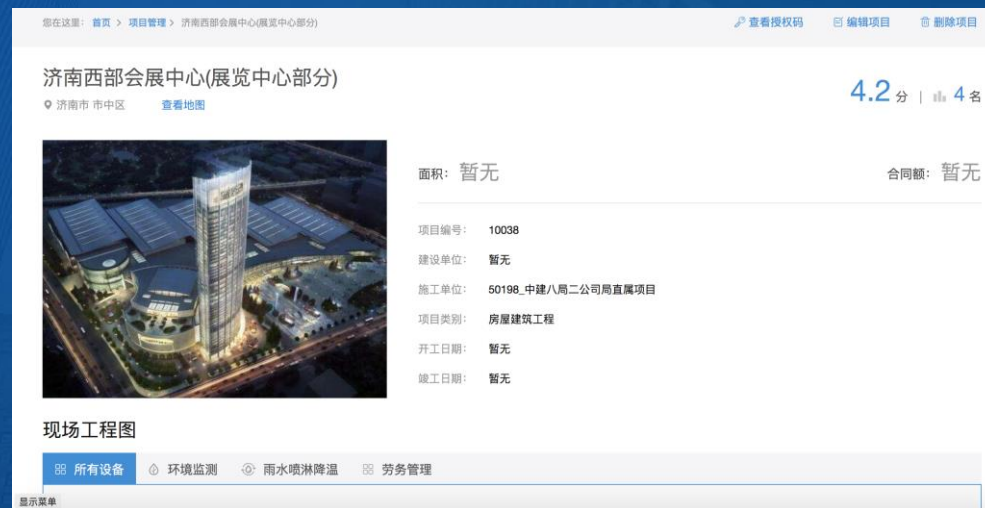 您在这里： 首页 > 项目管理 > 济南西部会展中心(展览中心部分)
查看授权码 编辑项目 删除项目
济南西部会展中心(展览中心部分)
济南市 市中区 查看地图
4.2 分 | 4 名
面积： 暂无 合同额： 暂无
项目编号： 10038
建设单位： 暂无
施工单位： 50198_中建八局二公司局直属项目
项目类别： 房屋建筑工程
开工日期： 暂无
竣工日期： 暂无
现场工程图
所有设备 环境监测 雨水喷淋降温 劳务管理
显示菜单